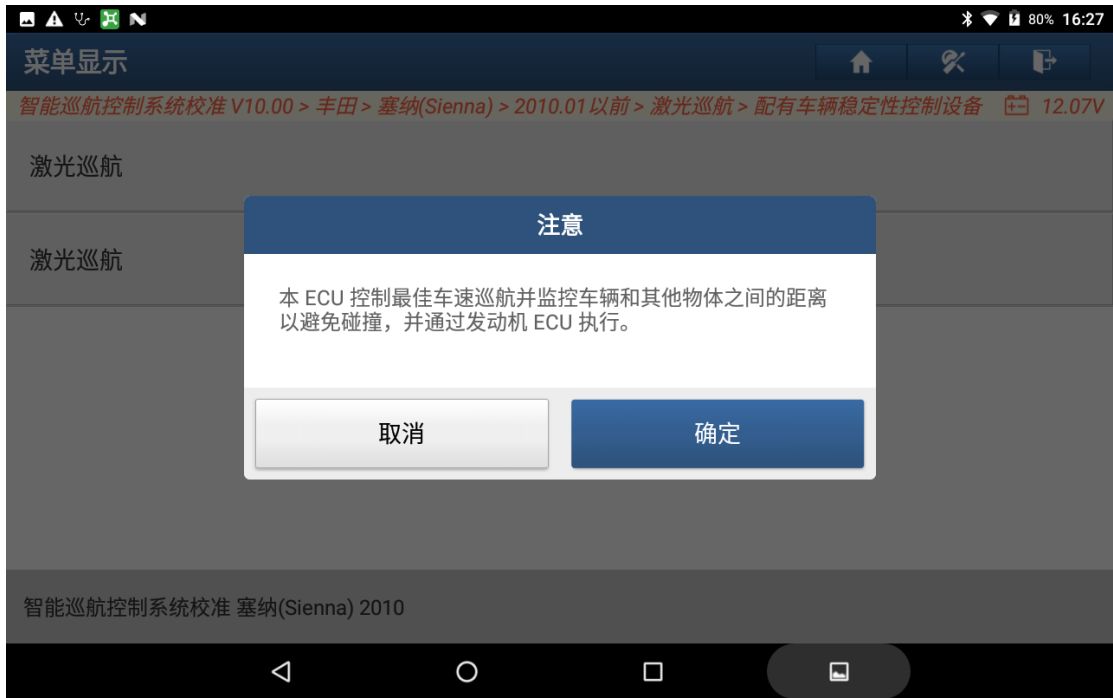 80% 16:27
菜单显示
智能巡航控制系统校准 V10.00 > 丰田 > 塞纳(Sienna) > 2010.01以前 > 激光巡航 > 配有车辆稳定性控制设备 12.07V
激光巡航
激光巡航
注意
本 ECU 控制最佳车速巡航并监控车辆和其他物体之间的距离
以避免碰撞，并通过发动机 ECU 执行。
取消 确定
智能巡航控制系统校准 塞纳(Sienna) 2010